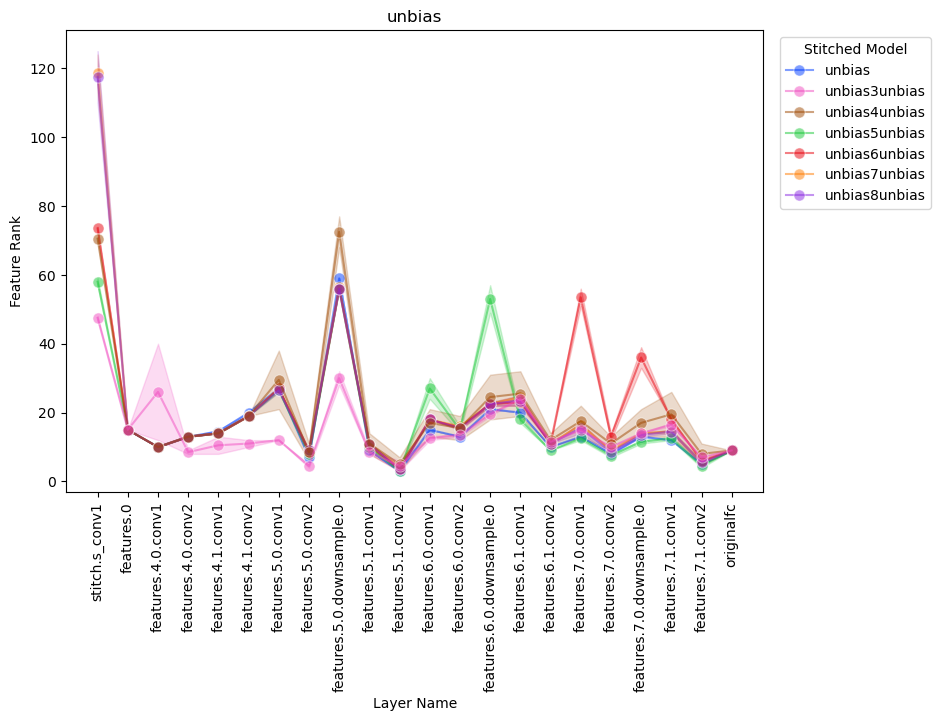 unbias
Feature Rank
120
100
80
60
40
20
0
stitch.s_conv1
features.0
features.4.0.conv1
features.4.0.conv2
features.4.1.conv1
features.4.1.conv2
features.5.0.conv1
features.5.0.conv2
features.5.0.downsample.0
features.5.1.conv1
features.5.1.conv2
features.6.0.conv1
features.6.0.conv2
features.6.0.downsample.0
features.6.1.conv1
features.6.1.conv2
features.7.0.conv1
features.7.0.conv2
features.7.0.downsample.0
features.7.1.conv1
features.7.1.conv2
originalfc
Layer Name
Stitched Model
unbias
unbias3unbias
unbias4unbias
unbias5unbias
unbias6unbias
unbias7unbias
unbias8unbias